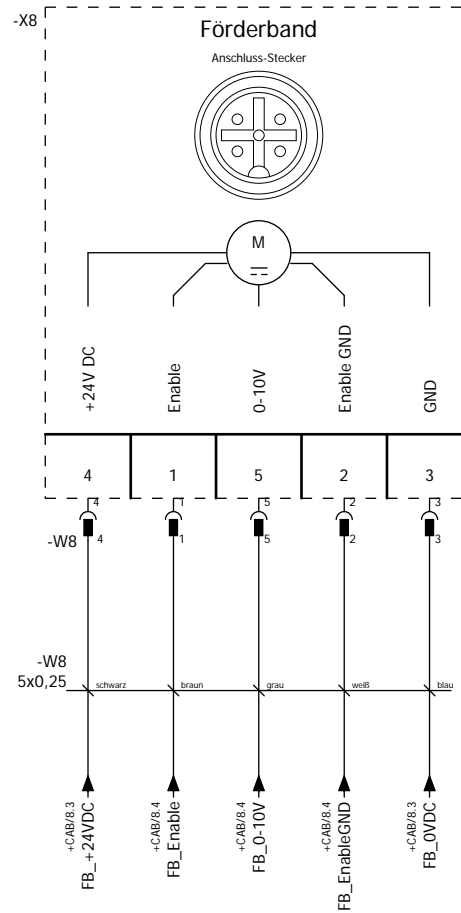 -X8
Förderband
Anschluss-Stecker
M
+24V DC
Enable
0-10V
Enable GND
GND
4
1
5
2
3
4
1
5
2
3
-W8
4
1
5
2
3
-W8
5x0,25
schwarz
braun
grau
weiß
blau
+CAB/8.3
FB_+24VDC
+CAB/8.4
FB_Enable
+CAB/8.4
FB_0-10V
+CAB/8.4
FB_EnableGND
+CAB/8.3
FB_0VDC